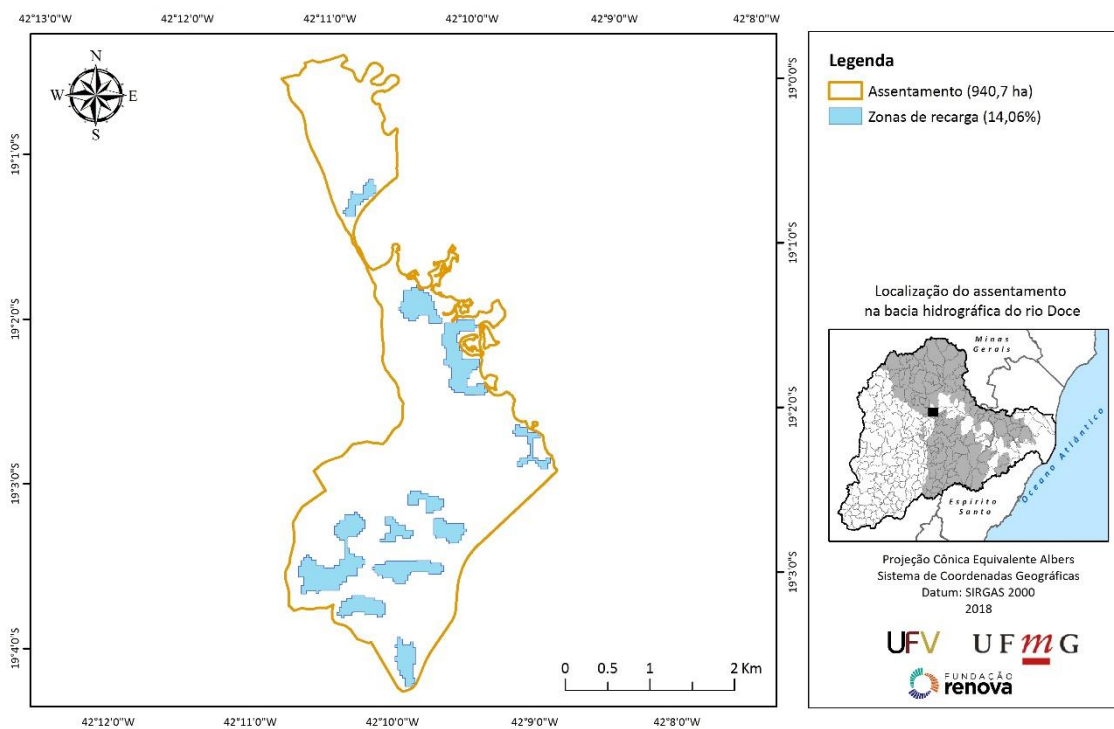 42°13'0"W 42°12'0"W 42°11'0"W 42°10'0"W 42°9'0"W 42°8'0"W
N
W E
S
19°1'0"S
19°2'0"S
19°3'0"S
19°4'0"S
19°0'0"S
19°1'0"S
19°2'0"S
19°3'0"S
0 0.5 1 2 Km
42°12'0"W 42°11'0"W 42°10'0"W 42°9'0"W 42°8'0"W
Legenda
Assentamento (940,7 ha)
Zonas de recarga (14,06%)
Localização do assentamento
na bacia hidrográfica do rio Doce
Minas
Gerais
Espírito
Santo
Oceano Atlântico
Projeção Cônica Equivalente Albers
Sistema de Coordenadas Geográficas
Datum: SIRGAS 2000
2018
UFV UFmG
FUNDAÇÃO
renova